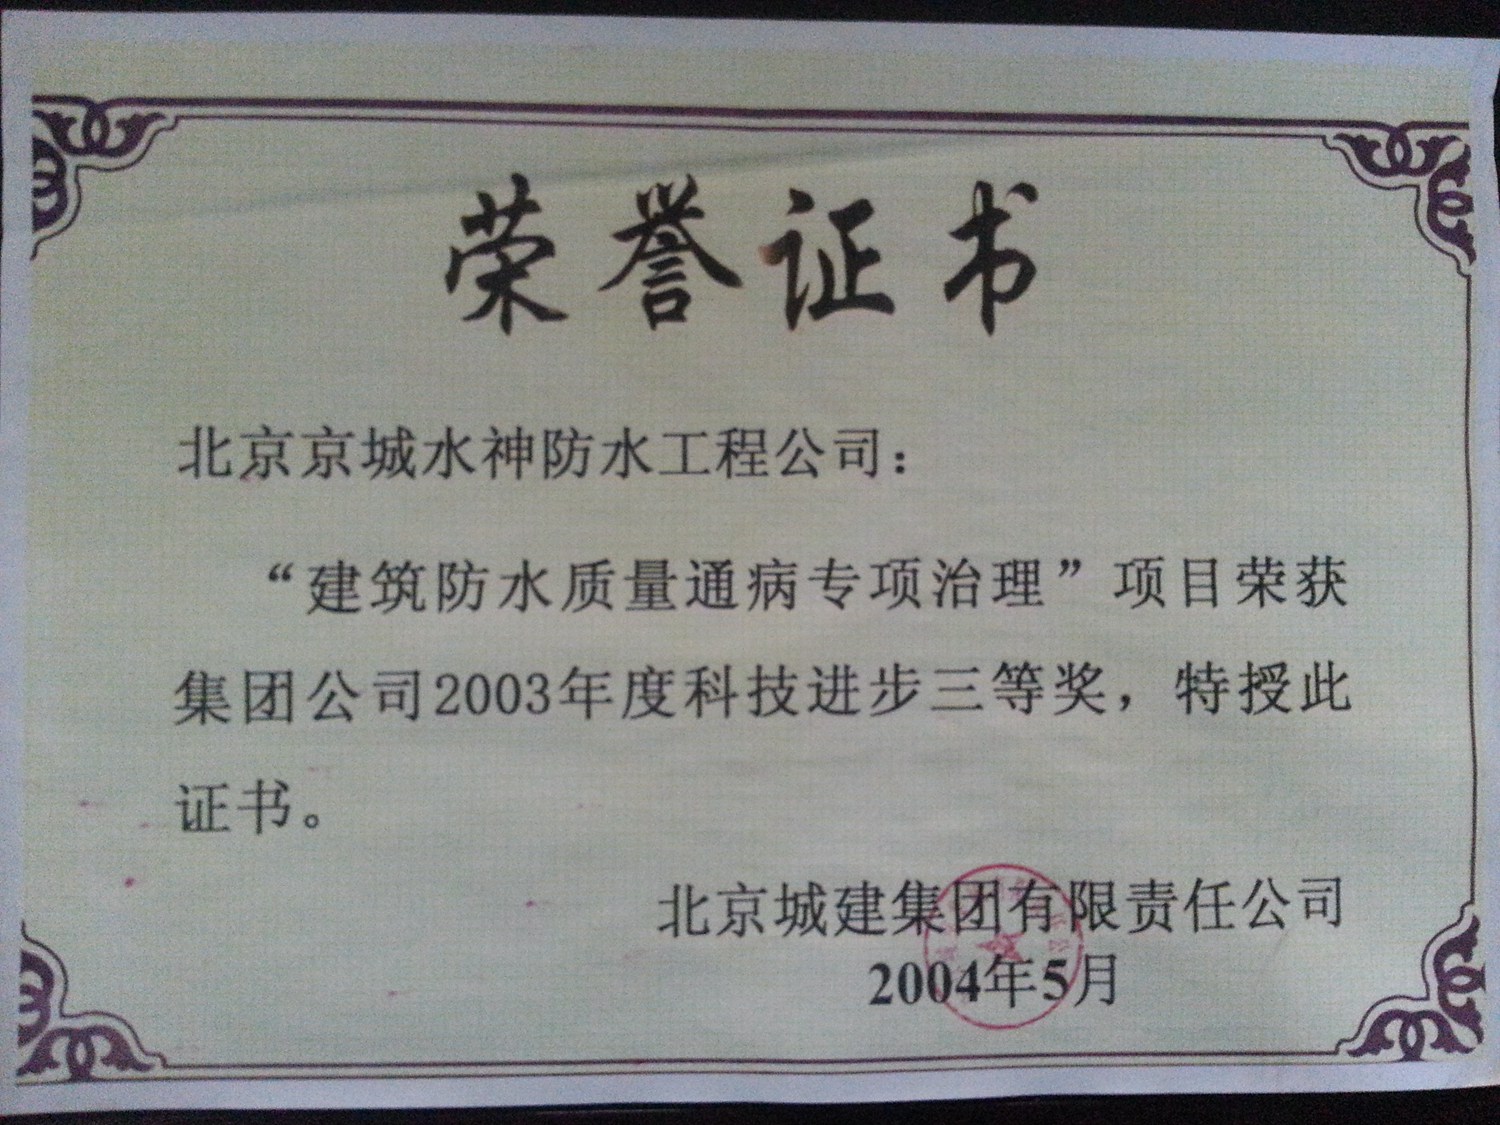 荣誉证书
北京京城水神防水工程公司：
“建筑防水质量通病专项治理”项目荣获
集团公司2003年度科技进步三等奖，特授此
证书。
北京城建集团有限责任公司
2004年5月